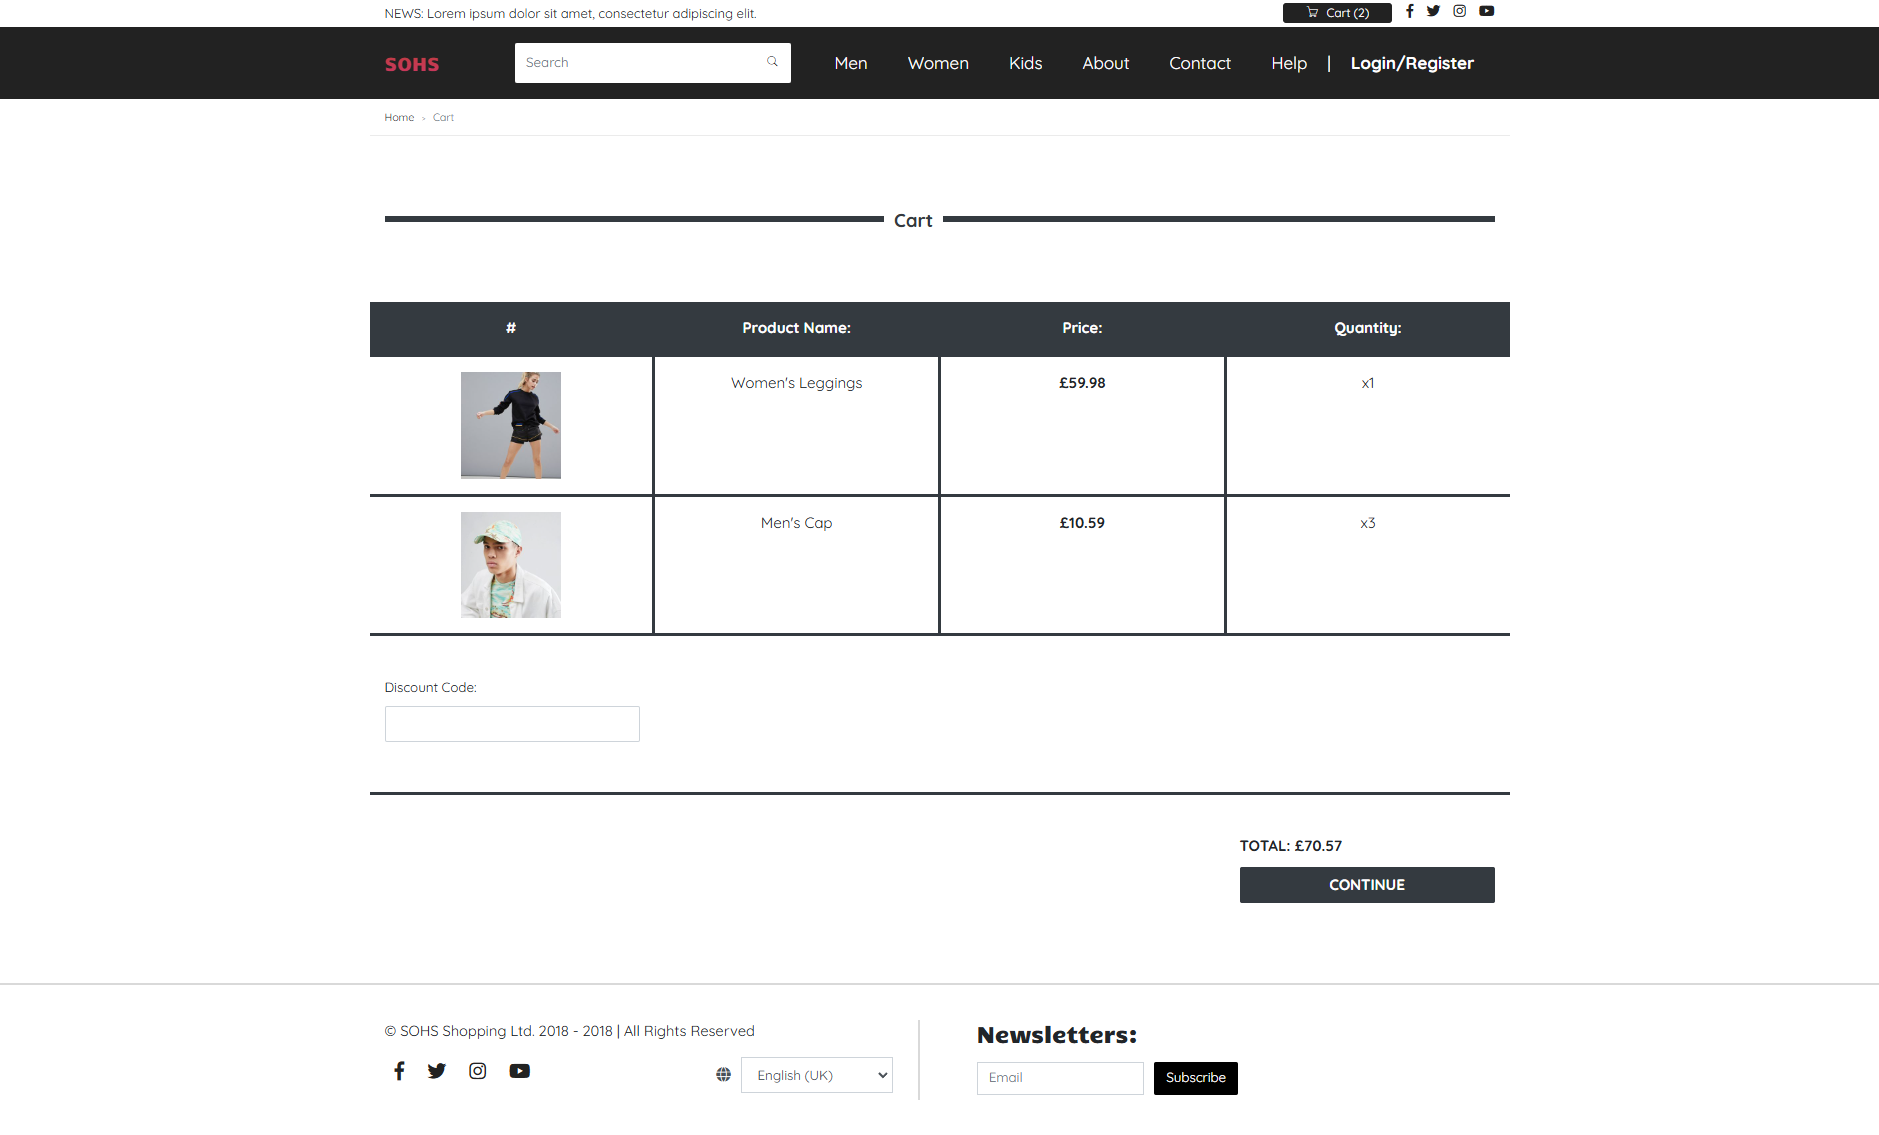 NEWS: Lorem ipsum dolor sit amet, consectetur adipiscing elit.
Cart (2)
SOHS
Search
Men
Women
Kids
About
Contact
Help
|
Login/Register
Home > Cart
Cart
#
Product Name:
Price:
Quantity:
Women's Leggings
£59.98
x1
Men's Cap
£10.59
x3
Discount Code:
TOTAL: £70.57
CONTINUE
© SOHS Shopping Ltd. 2018 - 2018 | All Rights Reserved
English (UK)
Newsletters:
Email
Subscribe